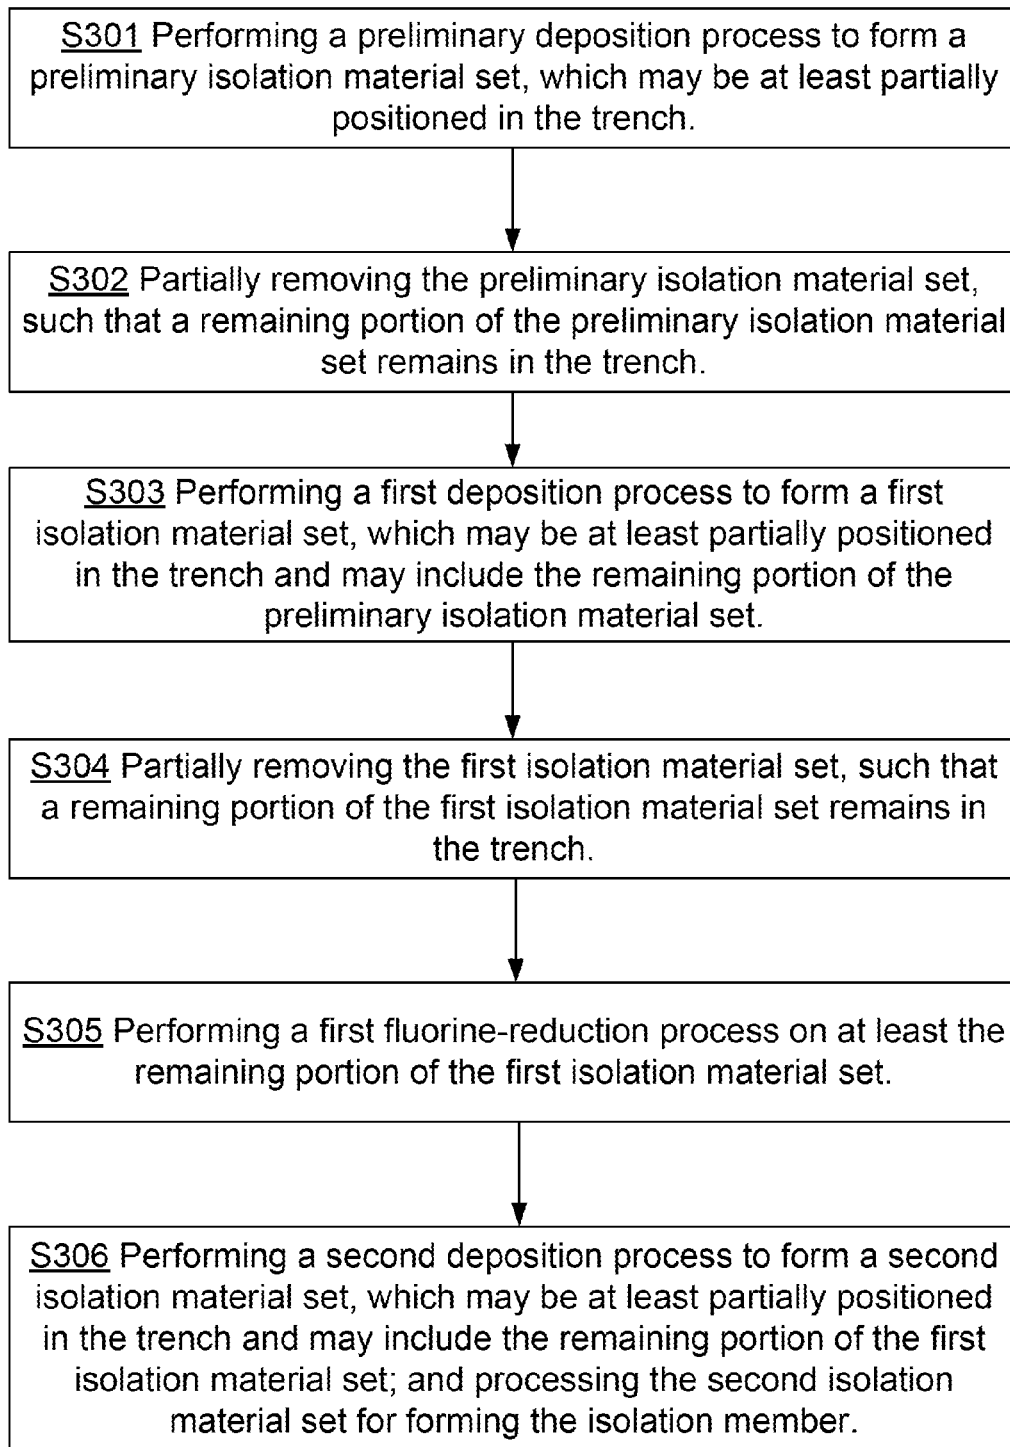 S301 Performing a preliminary deposition process to form a
preliminary isolation material set, which may be at least partially
positioned in the trench.
S302 Partially removing the preliminary isolation material set,
such that a remaining portion of the preliminary isolation material
set remains in the trench.
S303 Performing a first deposition process to form a first
isolation material set, which may be at least partially positioned
in the trench and may include the remaining portion of the
preliminary isolation material set.
S304 Partially removing the first isolation material set, such that
a remaining portion of the first isolation material set remains in
the trench.
S305 Performing a first fluorine-reduction process on at least the
remaining portion of the first isolation material set.
S306 Performing a second deposition process to form a second
isolation material set, which may be at least partially positioned
in the trench and may include the remaining portion of the first
isolation material set; and processing the second isolation
material set for forming the isolation member.